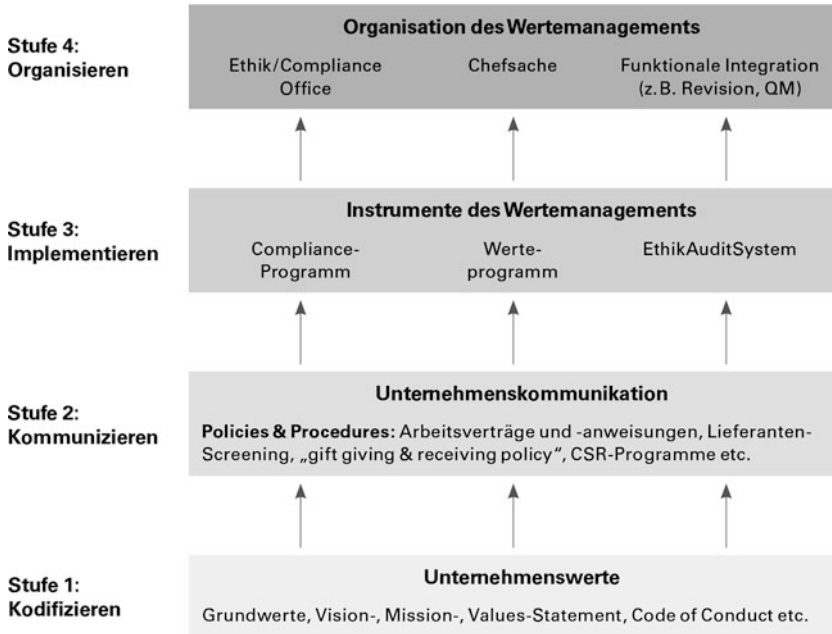 Stufe 4:
Organisieren
Organisation des Wertemanagements
Ethik/Compliance
Office
Chefsache
Funktionale Integration
(z. B. Revision, QM)
Stufe 3:
Implementieren
Instrumente des Wertemanagements
Compliance-
Programm
Werte-
programm
EthikAuditSystem
Stufe 2:
Kommunizieren
Unternehmenskommunikation
Policies & Procedures: Arbeitsverträge und -anweisungen, Lieferanten-
Screening, „gift giving & receiving policy“, CSR-Programme etc.
Stufe 1:
Kodifizieren
Unternehmenswerte
Grundwerte, Vision-, Mission-, Values-Statement, Code of Conduct etc.